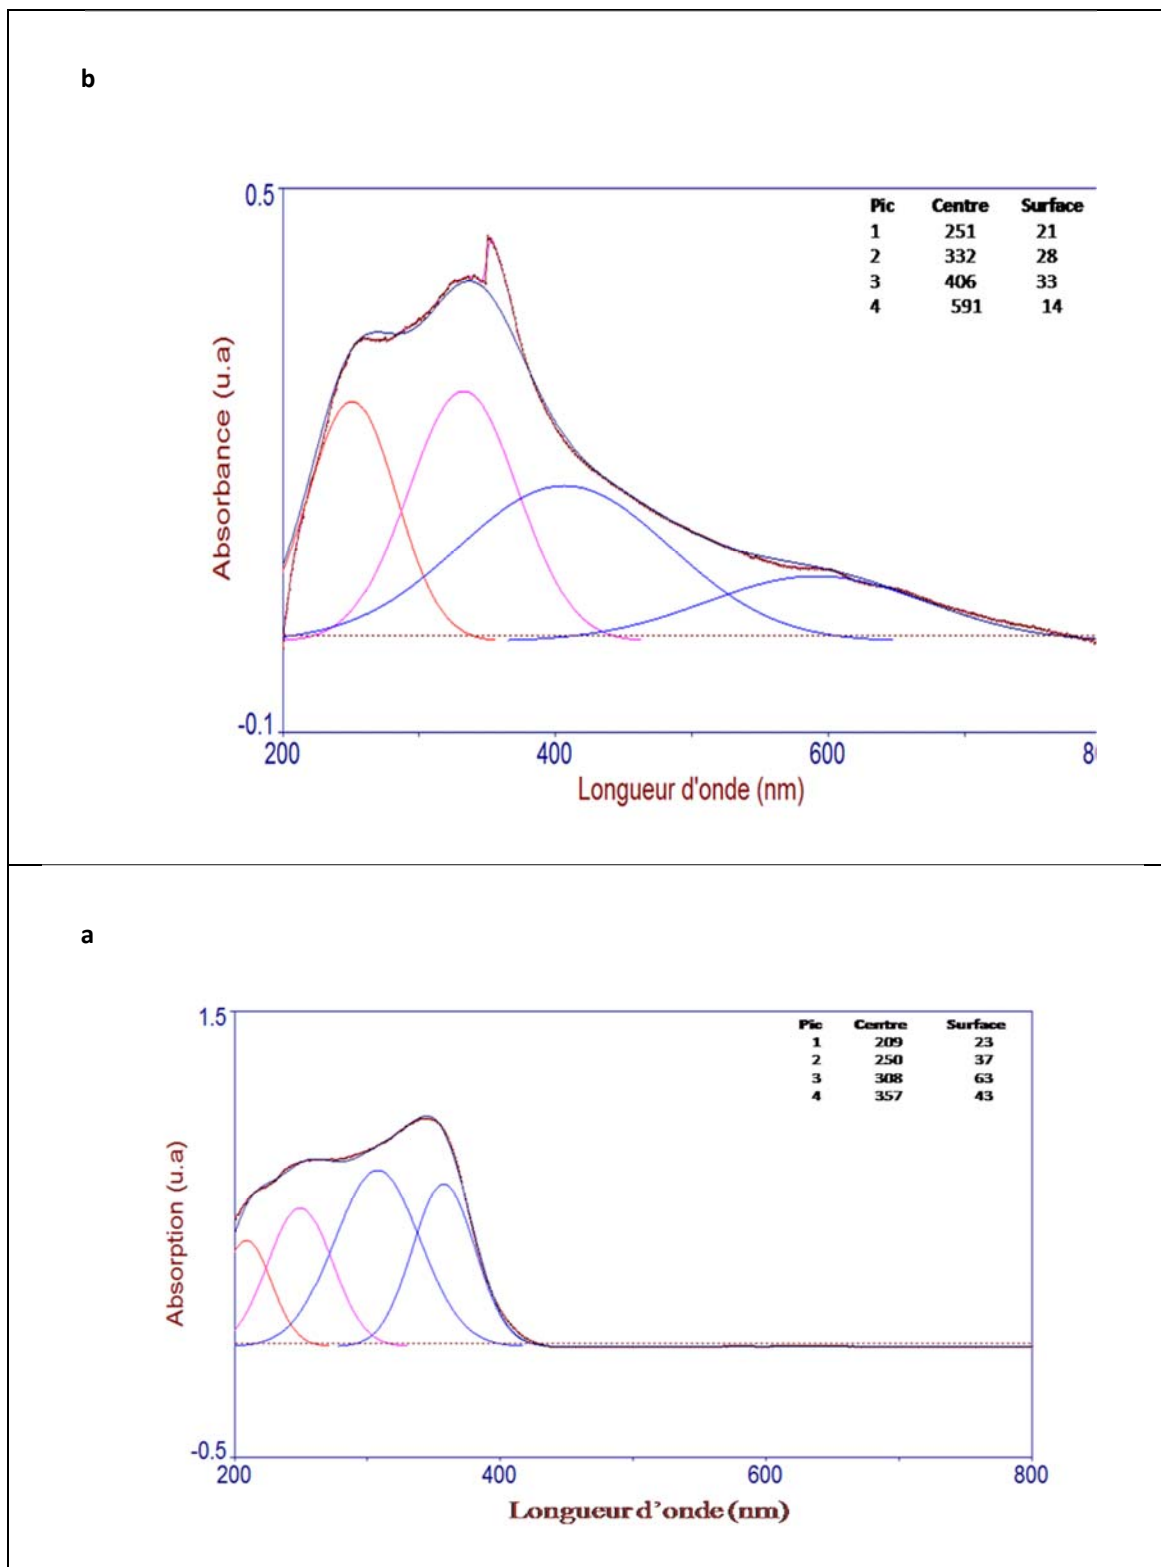 b
0.5
Pic Centre Surface
1 251 21
2 332 28
3 406 33
4 591 14
Absorbance (u.a)
-0.1
200 400 600 80
Longueur d'onde (nm)
a
1.5
Pic Centre Surface
1 209 23
2 250 37
3 308 63
4 357 43
Absorption (u.a)
-0.5
200 400 600 800
Longueur d'onde (nm)